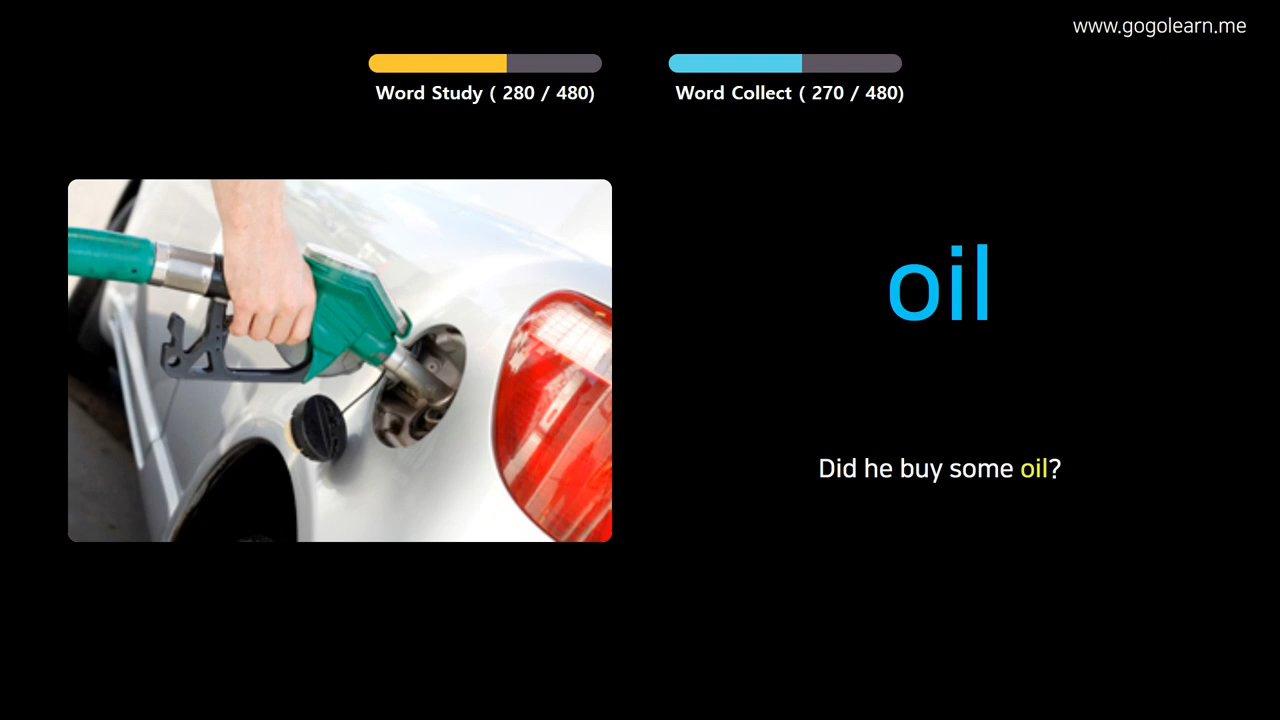 www.gogolearn.me
Word Study ( 280 / 480)
Word Collect ( 270 / 480)
oil
Did he buy some oil?